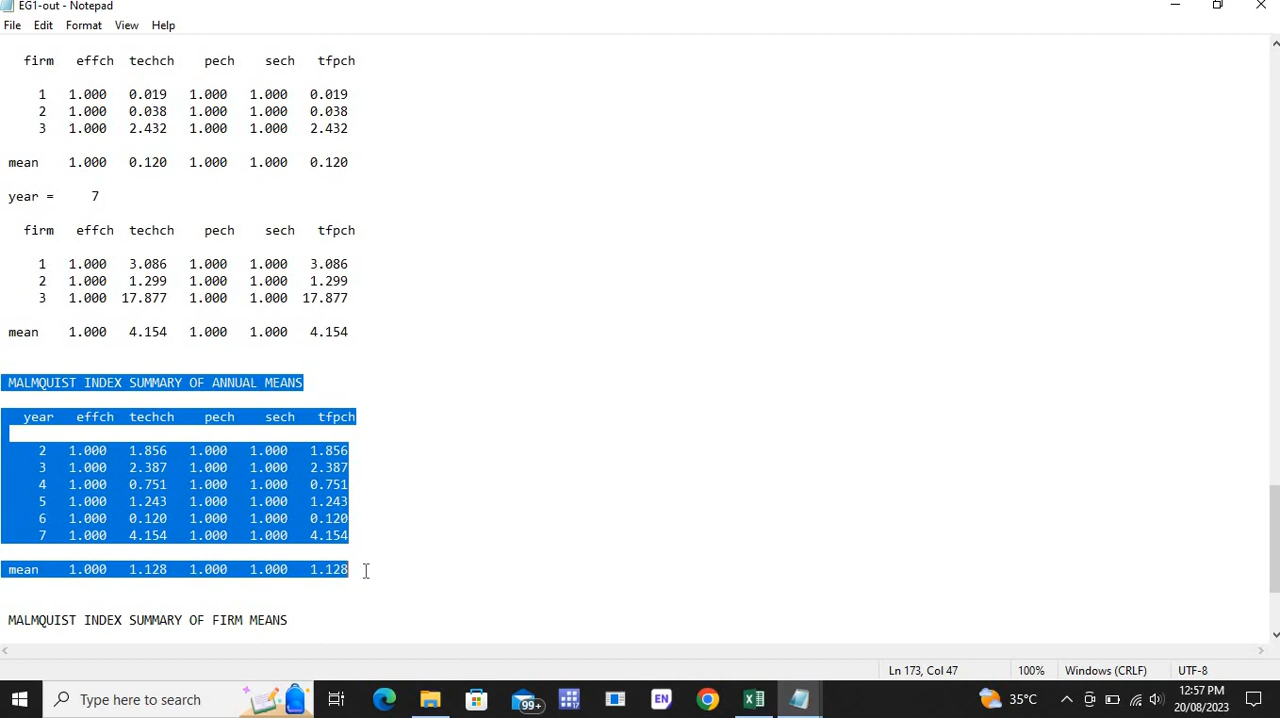 EG1-out - Notepad
File Edit Format View Help
firm effch techch pech sech tfpch
1 1.000 0.019 1.000 1.000 0.019
2 1.000 0.038 1.000 1.000 0.038
3 1.000 2.432 1.000 1.000 2.432
mean 1.000 0.120 1.000 1.000 0.120
year = 7
firm effch techch pech sech tfpch
1 1.000 3.086 1.000 1.000 3.086
2 1.000 1.299 1.000 1.000 1.299
3 1.000 17.877 1.000 1.000 17.877
mean 1.000 4.154 1.000 1.000 4.154
MALMQUIST INDEX SUMMARY OF ANNUAL MEANS
year effch techch pech sech tfpch
2 1.000 1.856 1.000 1.000 1.856
3 1.000 2.387 1.000 1.000 2.387
4 1.000 0.751 1.000 1.000 0.751
5 1.000 1.243 1.000 1.000 1.243
6 1.000 0.120 1.000 1.000 0.120
7 1.000 4.154 1.000 1.000 4.154
mean 1.000 1.128 1.000 1.000 1.128
MALMQUIST INDEX SUMMARY OF FIRM MEANS
Ln 173, Col 47 100% Windows (CRLF) UTF-8
Type here to search 99+ 17 EN 35°C 12:57 PM
20/08/2023